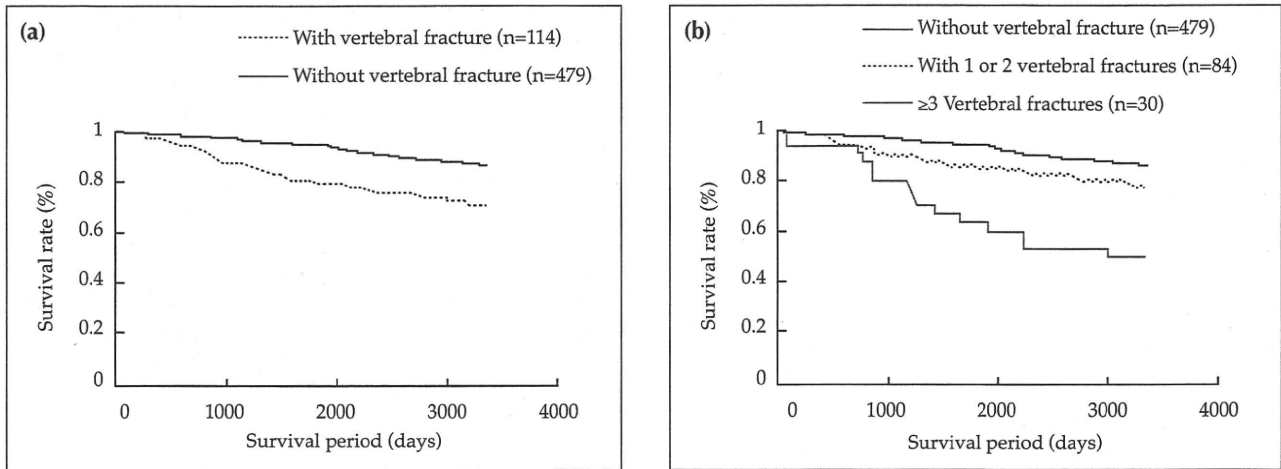 (a)
With vertebral fracture (n=114)
Without vertebral fracture (n=479)
1
0.8
0.6
0.4
0.2
0
0 1000 2000 3000 4000
Survival rate (%)
Survival period (days)
(b)
Without vertebral fracture (n=479)
With 1 or 2 vertebral fractures (n=84)
≥3 Vertebral fractures (n=30)
1
0.8
0.6
0.4
0.2
0
0 1000 2000 3000 4000
Survival rate (%)
Survival period (days)